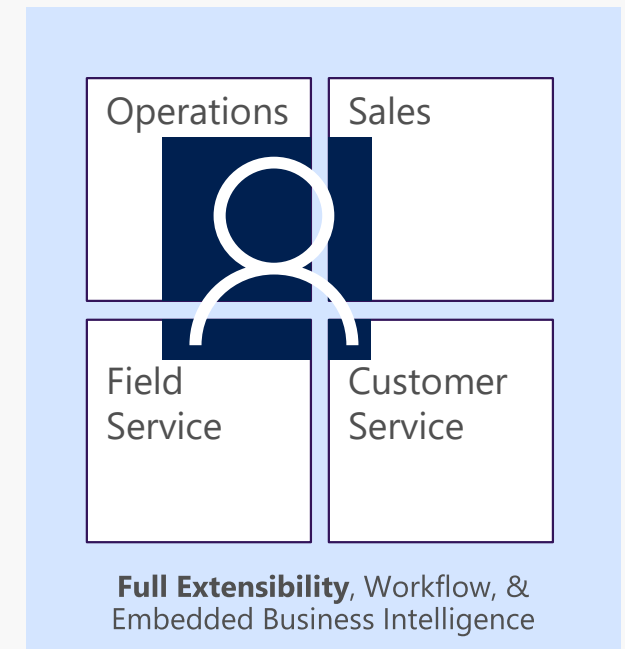 Operations
Sales
Field
Service
Customer
Service
Full Extensibility, Workflow, &
Embedded Business Intelligence